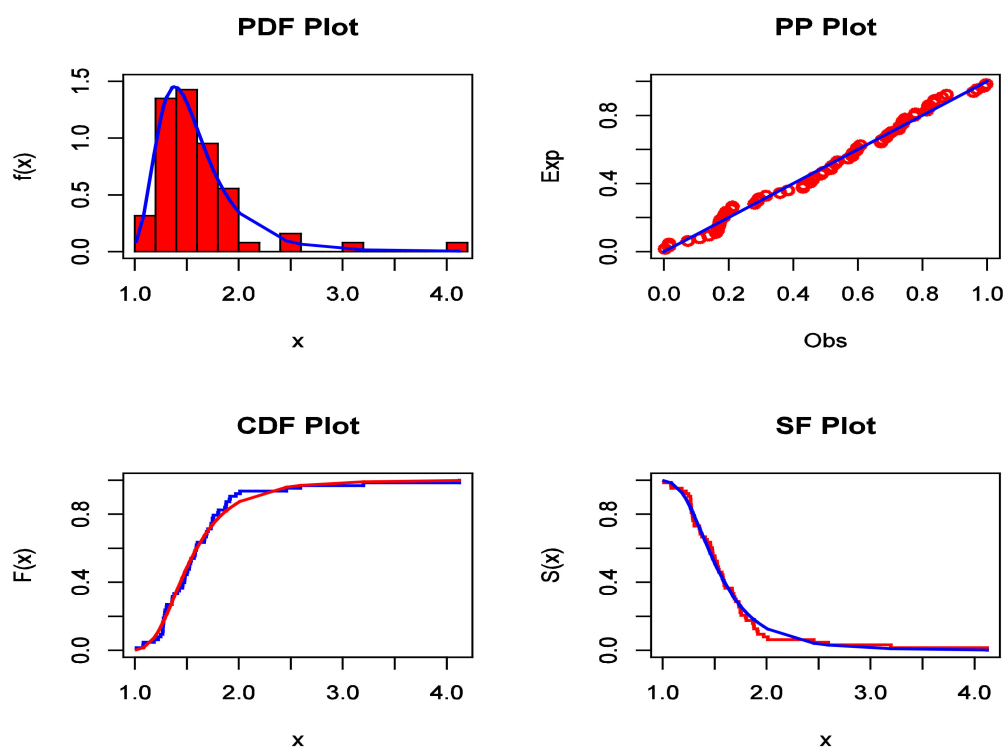 PDF Plot
f(x)
1.5
1.0
0.5
0.0
1.0 2.0 3.0 4.0
x
PP Plot
Exp
0.8
0.4
0.0
0.0 0.2 0.4 0.6 0.8 1.0
Obs
CDF Plot
F(x)
0.8
0.4
0.0
1.0 2.0 3.0 4.0
x
SF Plot
S(x)
0.8
0.4
0.0
1.0 2.0 3.0 4.0
x